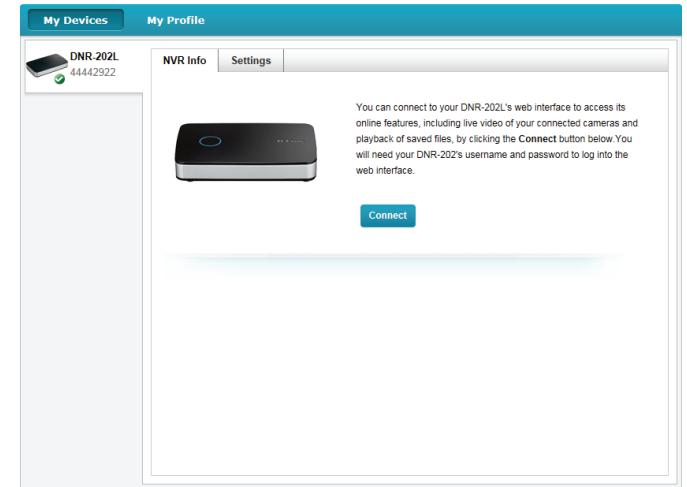 My Devices
My Profile
DNR-202L
44442922
NVR Info
Settings
You can connect to your DNR-202L's web interface to access its
online features, including live video of your connected cameras and
playback of saved files, by clicking the Connect button below.You
will need your DNR-202's username and password to log into the
web interface.
Connect